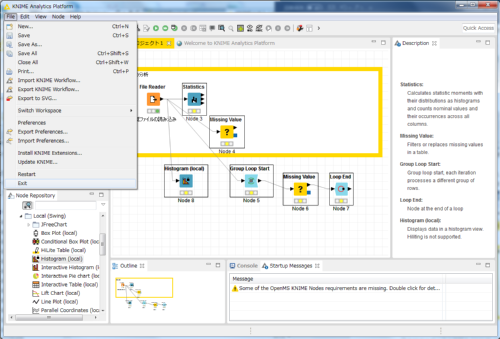 KNIME Analytics Platform
File Edit View Node Help
New... Ctrl+N
Save Ctrl+S
Save As...
Save All Ctrl+Shift+S
Close All Ctrl+Shift+W
Print... Ctrl+P
Import KNIME Workflow...
Export KNIME Workflow...
Export to SVG...
Switch Workspace
Preferences
Export Preferences...
Import Preferences...
Install KNIME Extensions...
Update KNIME...
Restart
Exit
ロジェクト1
Welcome to KNIME Analytics Platform
分析
File Reader
ファイルの読み込み
Statistics
Node 3
Missing Value
Node 4
Histogram (local)
Node 8
Group Loop Start
Node 5
Missing Value
Node 6
Loop End
Node 7
Description
Statistics:
Calculates statistic moments with their distributions as histograms and counts nominal values and their occurrences across all columns.
Missing Value:
Filters or replaces missing values in a table.
Group Loop Start:
Group loop start, each iteration processes a different group of rows.
Loop End:
Node at the end of a loop
Histogram (local):
Displays data in a histogram view Hiliting is not supported.
Node Repository
Local (Swing)
JFreeChart
Box Plot (local)
Conditional Box Plot (local)
HiLite Table (local)
Histogram (local)
Interactive Histogram (l
Interactive Pie chart (l
Interactive Table (local)
Lift Chart (local)
Line Plot (local)
Parallel Coordinates (local)
Outline
Console
Startup Messages
Message
Some of the OpenMS KNIME Nodes requirements are missing. Double click for det...